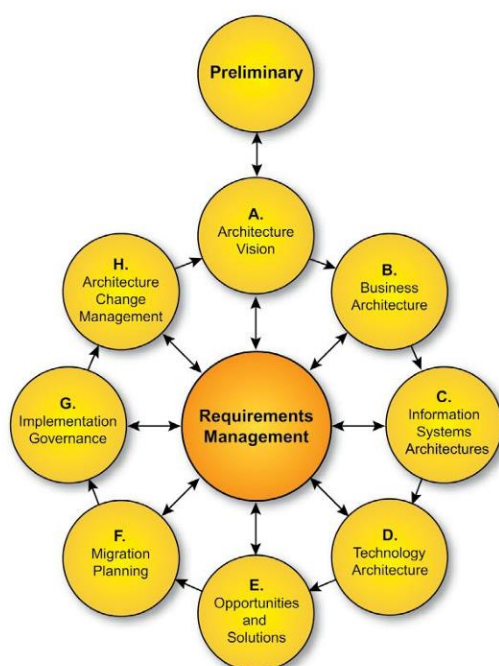 Preliminary
A.
Architecture
Vision
B.
Business
Architecture
C.
Information
Systems
Architectures
D.
Technology
Architecture
E.
Opportunities
and
Solutions
F.
Migration
Planning
G.
Implementation
Governance
H.
Architecture
Change
Management
Requirements
Management